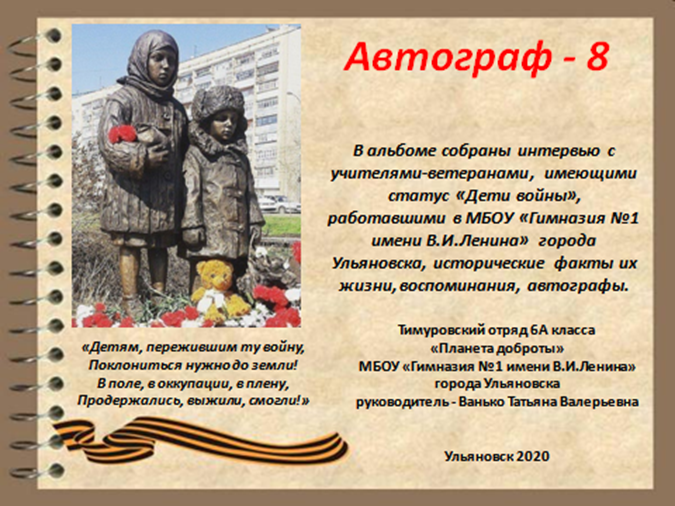 Автограф - 8
В альбоме собраны интервью с
учителями-ветеранами, имеющими
статус «Дети войны»,
работавшими в МБОУ «Гимназия №1
имени В.И.Ленина» города
Ульяновска, исторические факты их
жизни, воспоминания, автографы.
Тимуровский отряд 6А класса
«Планета доброты»
МБОУ «Гимназия №1 имени В.И.Ленина»
города Ульяновска
руководитель - Ванько Татьяна Валерьевна
«Детям, пережившим ту войну,
Поклониться нужно до земли!
В поле, в оккупации, в плену,
Продержались, выжили, смогли!»
Ульяновск 2020